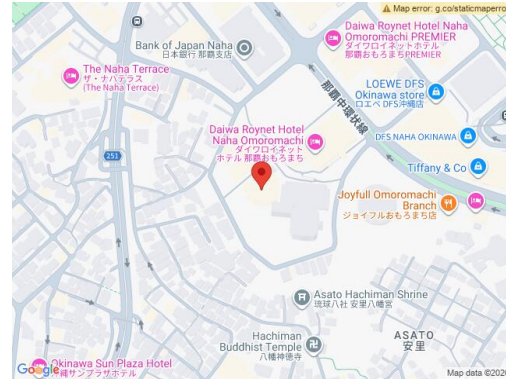 Map error: g.co/staticmaperro
Daiwa Roynet Hotel Naha
Omoromachi PREMIER
ダイワロイネットホテル
那覇おもろまち PREMIER
Bank of Japan Naha
日本銀行 那覇支店
The Naha Terrace
ザ・ナハテラス
(The Naha Terrace)
那覇中環状線
LOEWE DFS
Okinawa store
ロエベ DFS沖縄店
Daiwa Roynet Hotel
Naha Omoromachi
ダイワロイネット
ホテル 那覇おもろまち
DFS NAHA OKINAWA
251
Tiffany & Co
Joyfull Omoromachi
Branch
ジョイフルおもろまち店
Asato Hachiman Shrine
琉球八社 安里八幡宮
ASATO
安里
Hachiman
Buddhist Temple
八幡神徳寺
Okinawa Sun Plaza Hotel
沖縄サンプラザホテル
Google
Map data ©2026